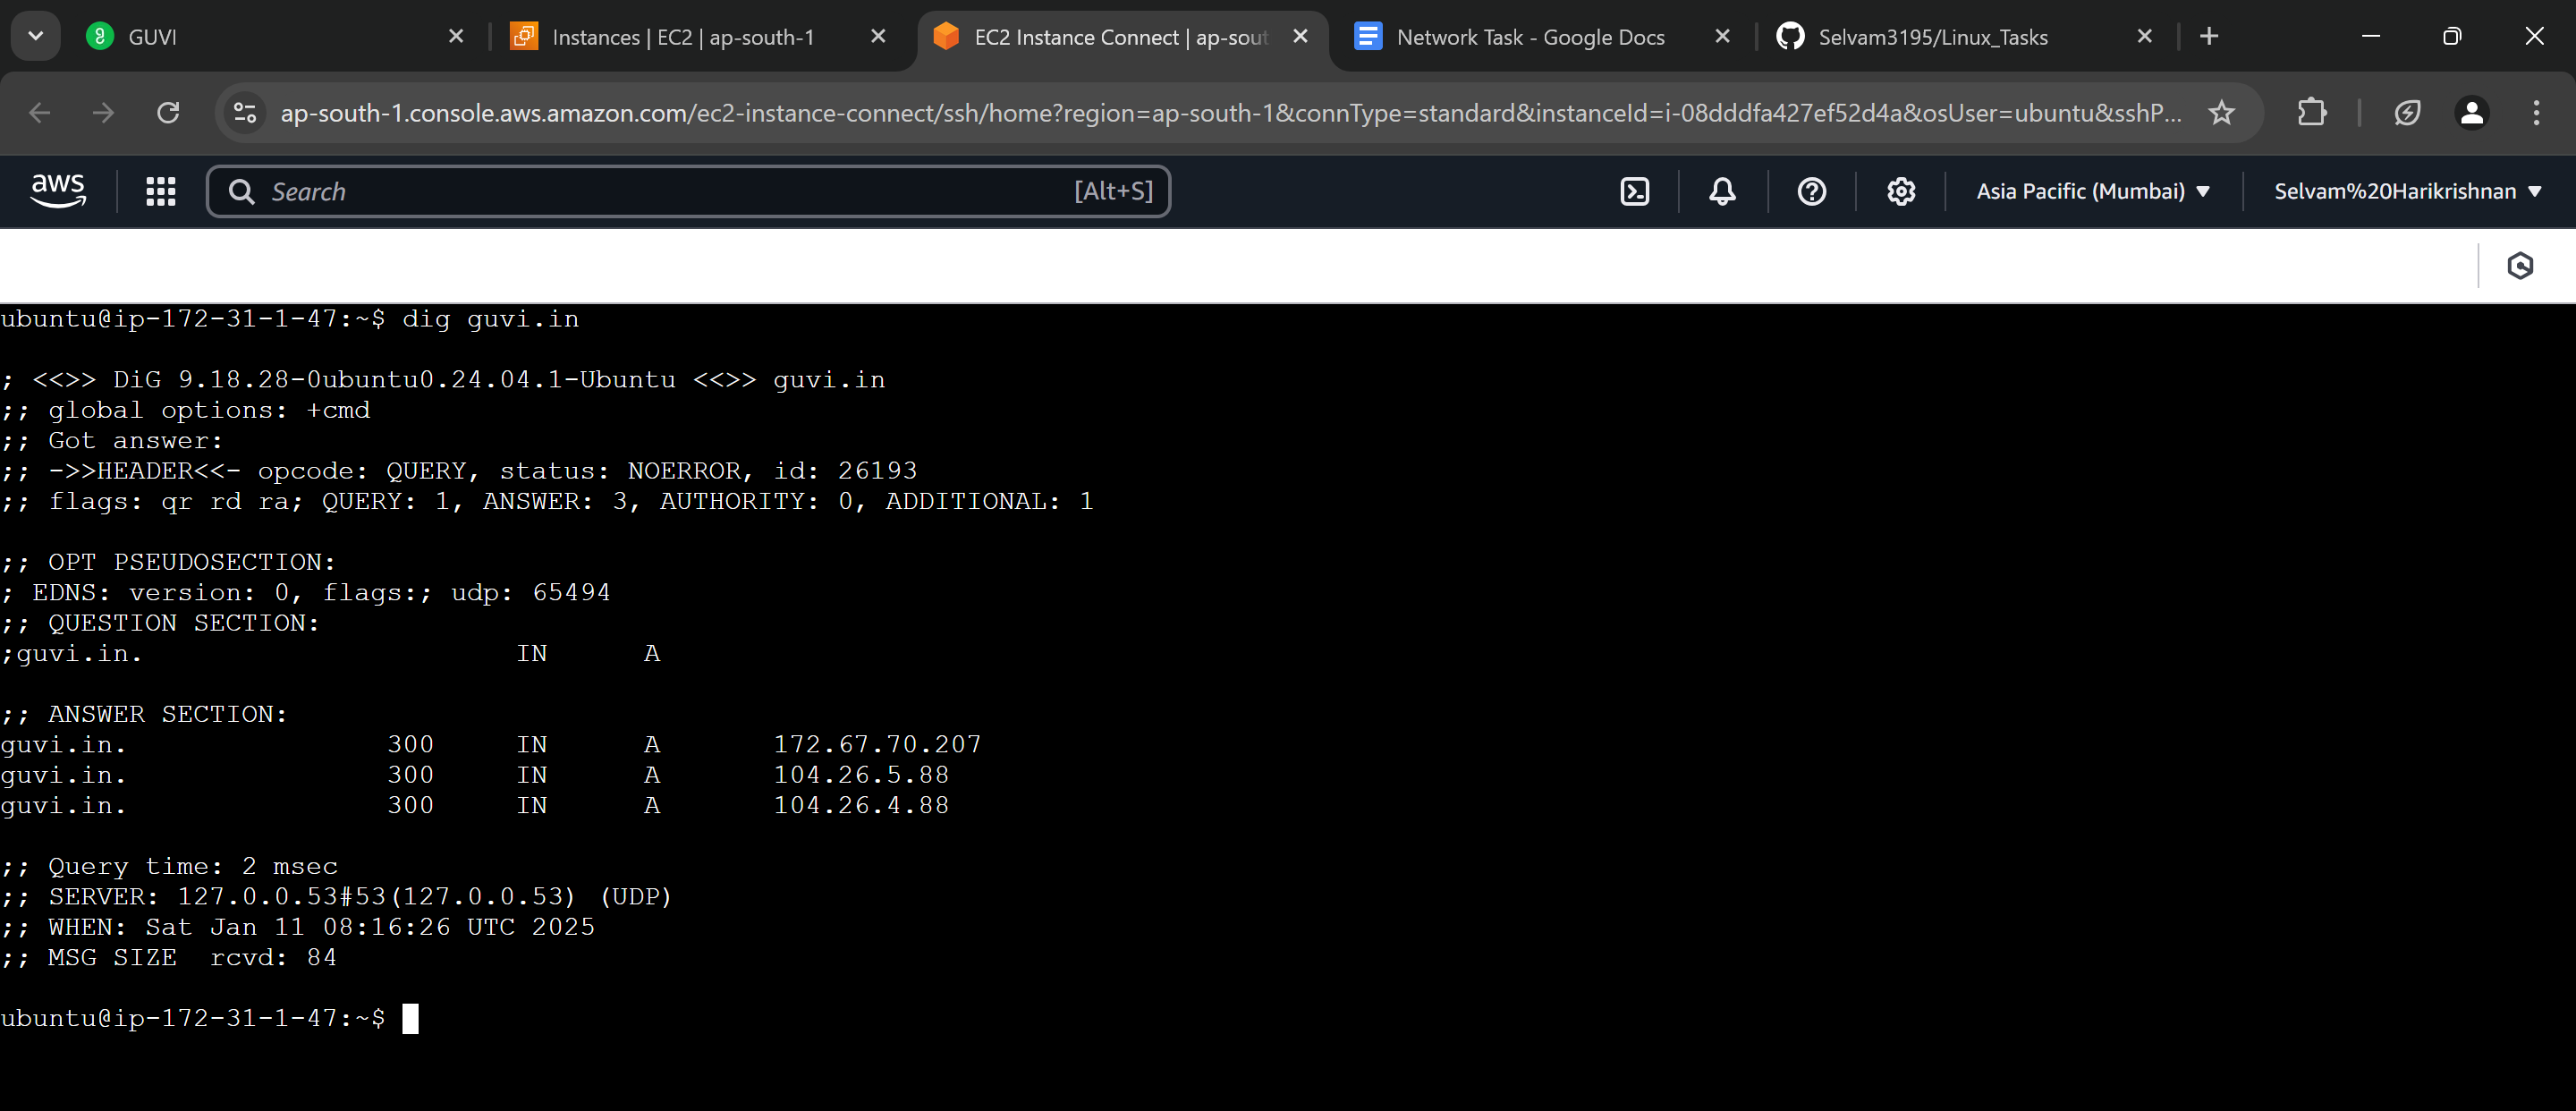 GUVI
Instances | EC2 | ap-south-1
EC2 Instance Connect | ap-sout
Network Task - Google Docs
Selvam3195/Linux_Tasks
ap-south-1.console.aws.amazon.com/ec2-instance-connect/ssh/home?region=ap-south-1&connType=standard&instanceId=i-08dddfa427ef52d4a&osUser=ubuntu&sshP...
aws
Search
[Alt+S]
Asia Pacific (Mumbai)
Selvam%20Harikrishnan
ubuntu@ip-172-31-1-47:~$ dig guvi.in
; <<>> DiG 9.18.28-0ubuntu0.24.04.1-Ubuntu <<>> guvi.in
;; global options: +cmd
;; Got answer:
;; ->>HEADER<<- opcode: QUERY, status: NOERROR, id: 26193
;; flags: qr rd ra; QUERY: 1, ANSWER: 3, AUTHORITY: 0, ADDITIONAL: 1
;; OPT PSEUDOSECTION:
; EDNS: version: 0, flags:; udp: 65494
;; QUESTION SECTION:
;guvi.in. IN A
;; ANSWER SECTION:
guvi.in. 300 IN A 172.67.70.207
guvi.in. 300 IN A 104.26.5.88
guvi.in. 300 IN A 104.26.4.88
;; Query time: 2 msec
;; SERVER: 127.0.0.53#53(127.0.0.53) (UDP)
;; WHEN: Sat Jan 11 08:16:26 UTC 2025
;; MSG SIZE  rcvd: 84
ubuntu@ip-172-31-1-47:~$